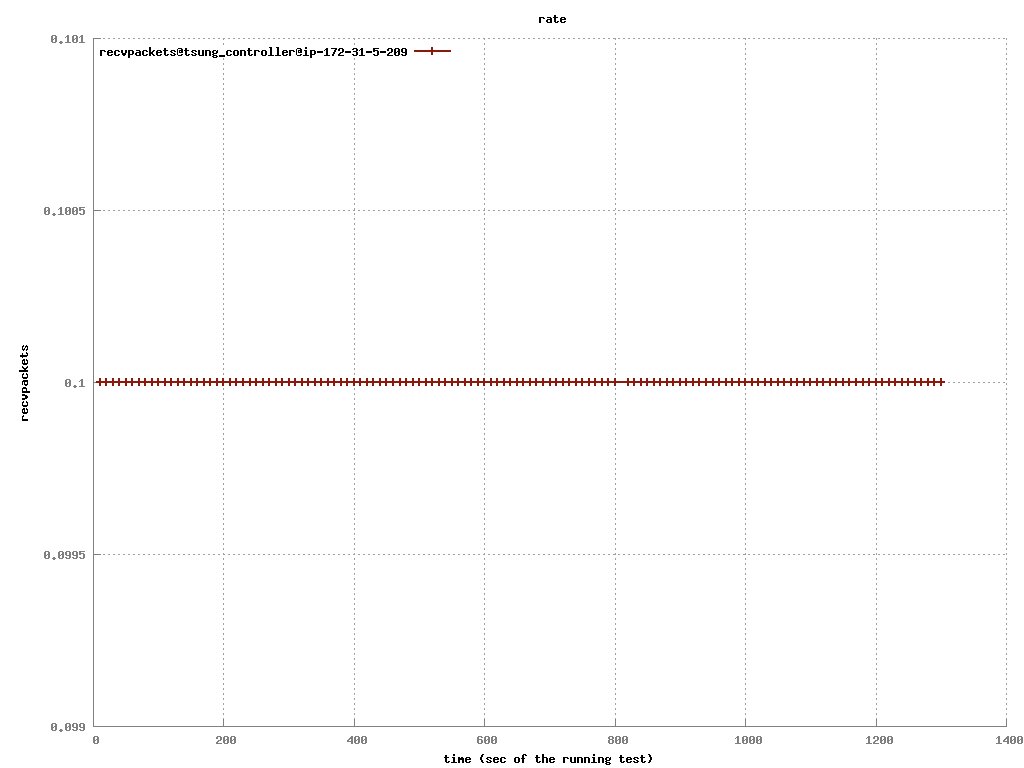 rate
0.101
recvpackets@tsung_controller@ip-172-31-5-209
0.1005
recvpackets
0.1
0.0995
0.099
0 200 400 600 800 1000 1200 1400
time (sec of the running test)